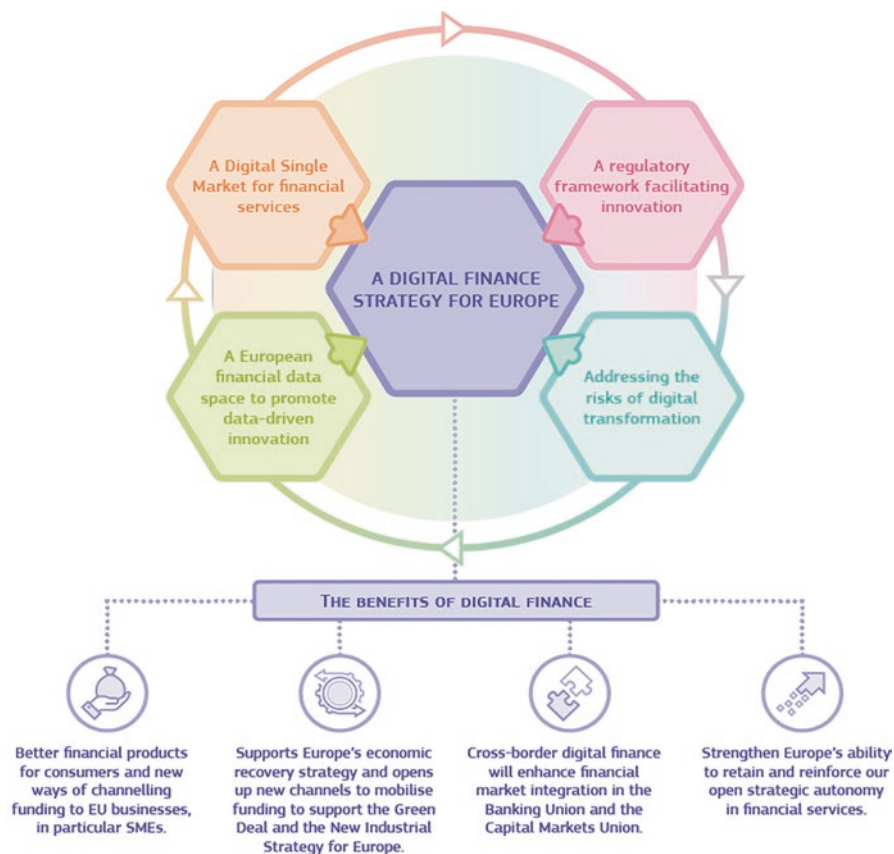 A Digital Single
Market for financial
services
A regulatory
framework facilitating
innovation
A DIGITAL FINANCE
STRATEGY FOR EUROPE
A European
financial data
space to promote
data-driven
innovation
Addressing the
risks of digital
transformation
THE BENEFITS OF DIGITAL FINANCE
Better financial products
for consumers and new
ways of channelling
funding to EU businesses,
in particular SMEs.
Supports Europe's economic
recovery strategy and opens
up new channels to mobilise
funding to support the Green
Deal and the New Industrial
Strategy for Europe.
Cross-border digital finance
will enhance financial
market integration in the
Banking Union and the
Capital Markets Union.
Strengthen Europe's ability
to retain and reinforce our
open strategic autonomy
in financial services.